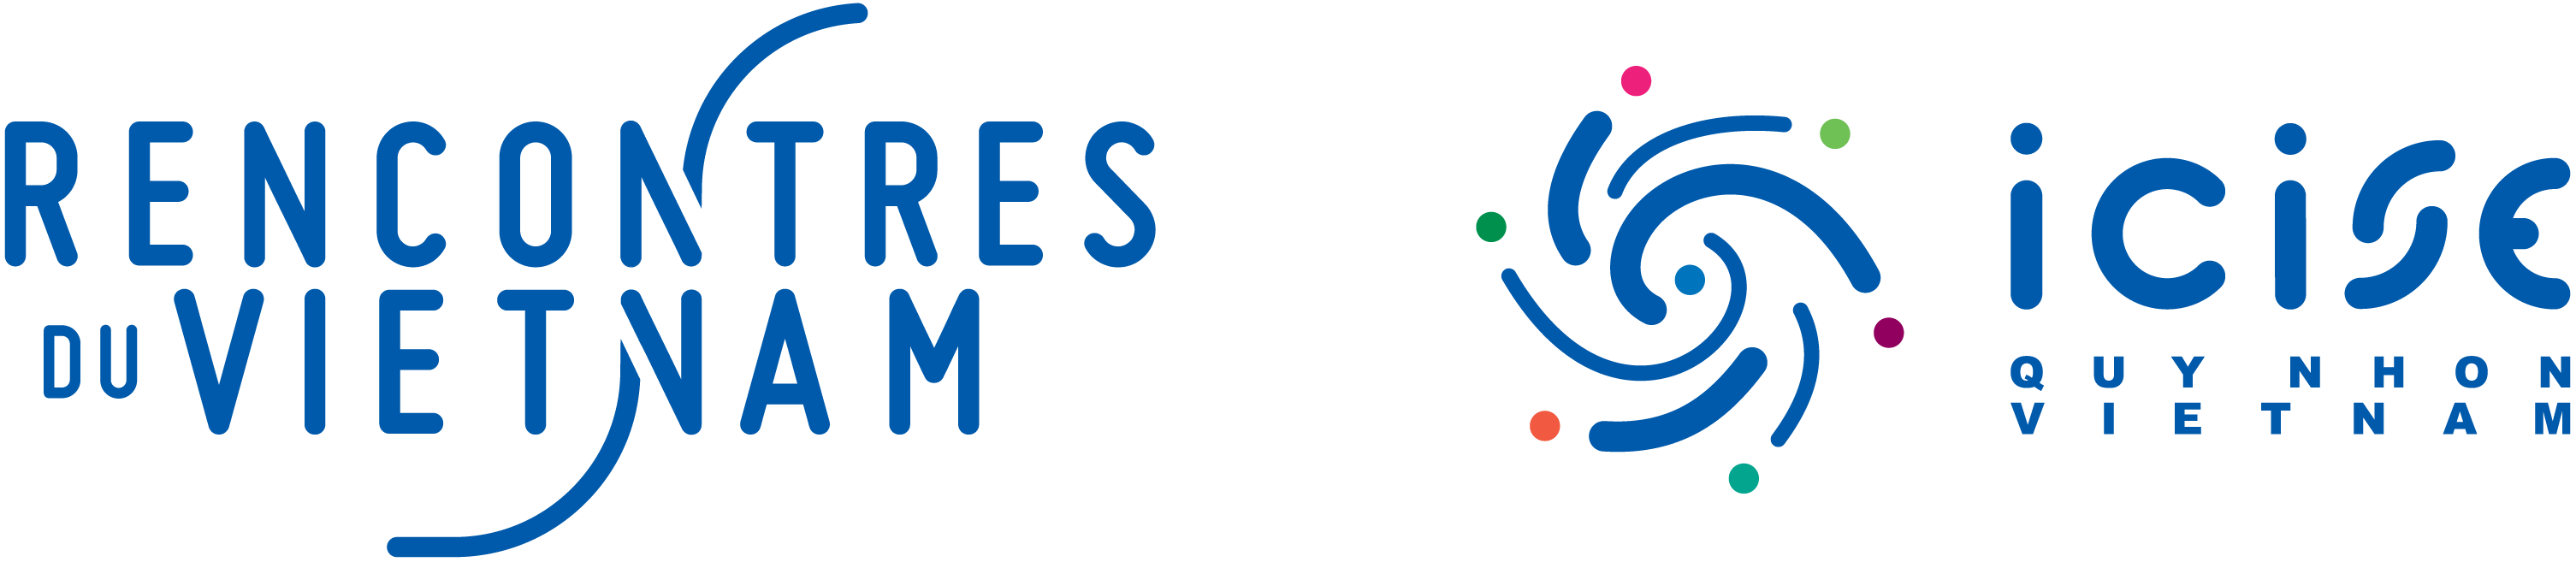 RENCONTRES
DU VIETNAM
icise
QUY NHON
VIETNAM